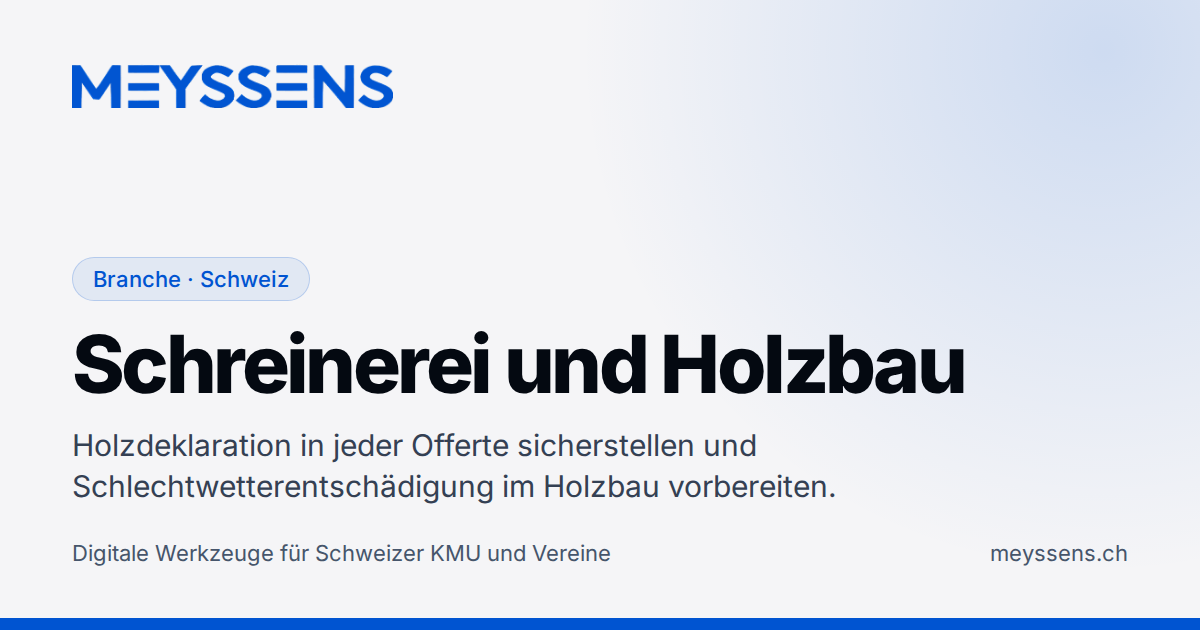 MEYSSENS
Branche · Schweiz
Schreinerei und Holzbau
Holzdeklaration in jeder Offerte sicherstellen und
Schlechtwetterentschädigung im Holzbau vorbereiten.
Digitale Werkzeuge für Schweizer KMU und Vereine
meyssens.ch